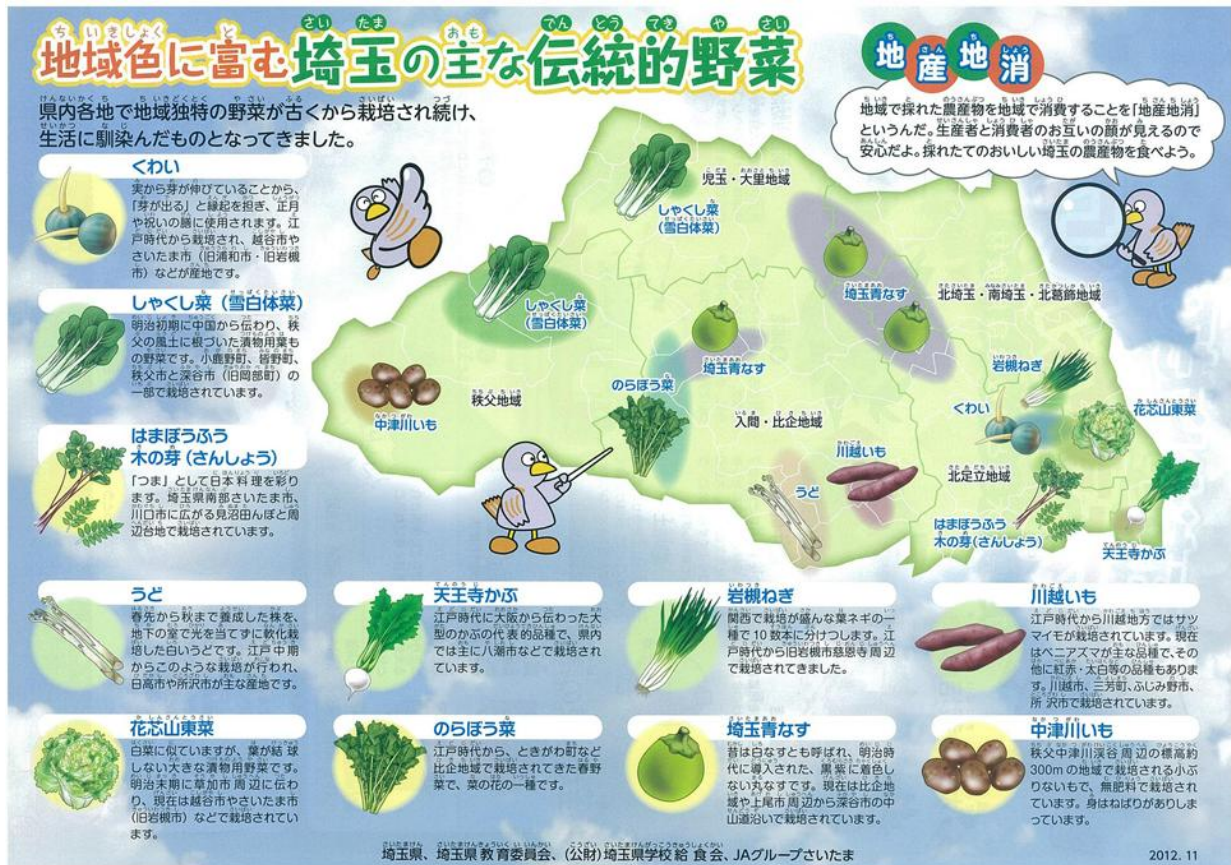 地域色に富む埼玉の主な伝統的野菜
県内各地で地域独特の野菜が古くから栽培され続け、
生活に馴染んだものとなってきました。
地産地消
地域で採れた農産物を地域で消費することを「地産地消」
というんだ。生産者と消費者のお互いの顔が見えるので
安心だよ。採れたてのおいしい埼玉の農産物を食べよう。
くわい
実から芽が伸びていることから、
「芽が出る」と縁起を担ぎ、正月
や祝いの膳に使用されます。江
戸時代から栽培され、越谷市や
さいたま市（旧浦和市・旧岩槻
市）などが産地です。
しゃくし菜（雪白体菜）
明治初期に中国から伝わり、秩
父の風土に根づいた漬物用葉も
の野菜です。小鹿野町、皆野町、
秩父市と深谷市（旧岡部町）の
一部で栽培されています。
はまぼうふう
木の芽（さんしょう）
「つま」として日本料理を彩り
ます。埼玉県南部さいたま市、
川口市に広がる見沼田んぼと周
辺台地で栽培されています。
児玉・大里地域
しゃくし菜
（雪白体菜）
しゃくし菜
（雪白体菜）
埼玉青なす
北埼玉・南埼玉・北葛飾地域
埼玉青なす
のらぼう菜
中津川いも
秩父地域
入間・比企地域
岩槻ねぎ
くわい
花芯山東菜
川越いも
うど
北足立地域
はまぼうふう
木の芽（さんしょう）
天王寺かぶ
うど
春先から秋まで養成した株を、
地下の室で光を当てずに軟化栽
培した白いうどです。江戸中期
からこのような栽培が行われ、
日高市や所沢市が主な産地です。
天王寺かぶ
江戸時代に大阪から伝わった大
型のかぶの代表的品種で、県内
では主に八潮市などで栽培され
ています。
岩槻ねぎ
関西で栽培が盛んな葉ネギの一
種で10数本に分けつします。江
戸時代から旧岩槻市慈恩寺周辺
で栽培されてきました。
川越いも
江戸時代から川越地方ではサツ
マイモが栽培されています。現在
はベニアズマが主な品種で、その
他に紅赤・太白等の品種もありま
す。川越市、三芳町、ふじみ野市、
所沢市で栽培されています。
花芯山東菜
白菜に似ていますが、葉が結球
しない大きな漬物用野菜です。
明治末期に草加市周辺に伝わ
り、現在は越谷市やさいたま市
（旧岩槻市）などで栽培されてい
ます。
のらぼう菜
江戸時代から、ときがわ町など
比企地域で栽培されてきた春野
菜で、菜の花の一種です。
埼玉青なす
昔は白なすとも呼ばれ、明治時
代に導入された、黒紫に着色し
ない丸なすです。現在は比企地
域や上尾市周辺から深谷市の中
山道沿いで栽培されています。
中津川いも
秩父中津川渓谷周辺の標高約
300mの地域で栽培される小ぶ
りないもで、無肥料で栽培され
ています。身はねばりがありしま
っています。
埼玉県、埼玉県教育委員会、(公財)埼玉県学校給食会、JAグループさいたま
2012.11